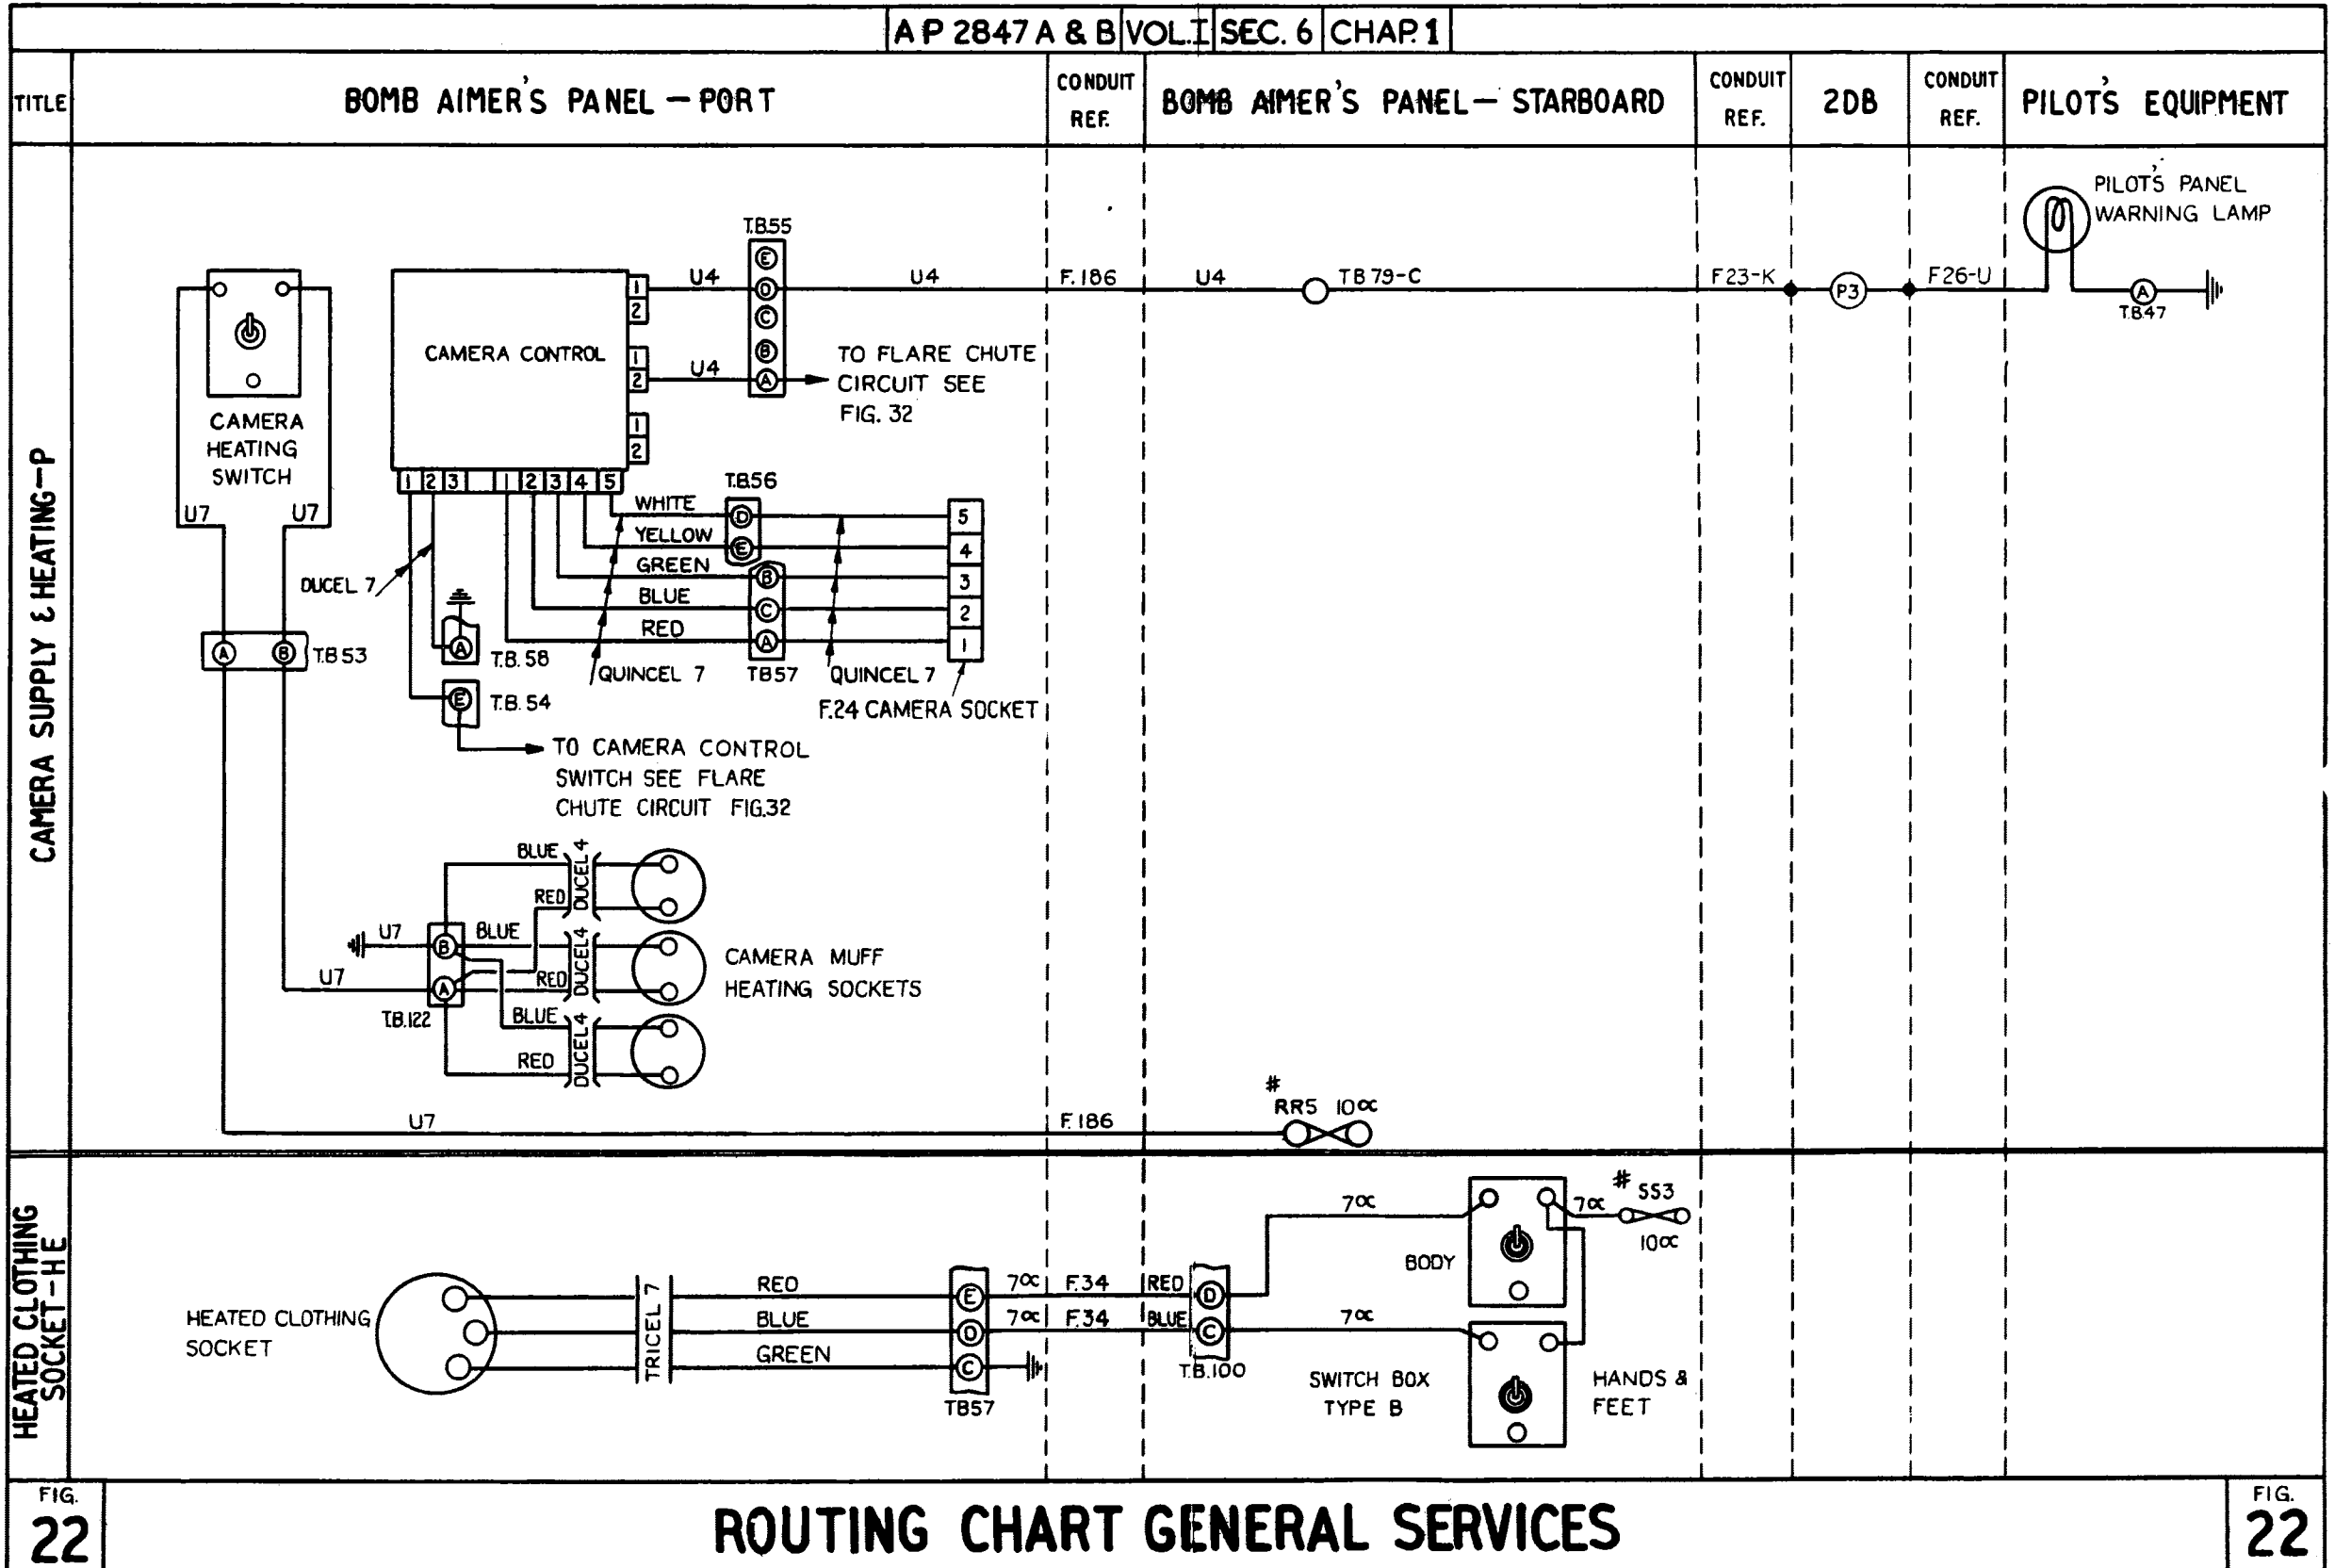 A P 2847 A & B VOL.I SEC. 6 CHAP. 1
TITLE
BOMB AIMER'S PANEL — PORT
CONDUIT REF.
BOMB AIMER'S PANEL — STARBOARD
CONDUIT REF.
2DB
CONDUIT REF.
PILOT'S EQUIPMENT
CAMERA SUPPLY & HEATING—P
PILOT'S PANEL
WARNING LAMP
T.B.55
E
D
C
B
A
U4
U4
F.186
U4
TB 79-C
F23-K
P3
F26-U
A
T.B.47
CAMERA CONTROL
1
2
1
2
1
2
U4
TO FLARE CHUTE
CIRCUIT SEE
FIG. 32
CAMERA
HEATING
SWITCH
U7
U7
1 2 3 1 2 3 4 5
T.B.56
WHITE
D
5
YELLOW
E
4
GREEN
B
3
BLUE
C
2
RED
A
1
DUCEL 7
A
T.B. 58
QUINCEL 7
TB57
QUINCEL 7
F.24 CAMERA SOCKET
A B T.B 53
E
T.B. 54
TO CAMERA CONTROL
SWITCH SEE FLARE
CHUTE CIRCUIT FIG.32
BLUE
RED
DUCEL 4
U7
B
BLUE
RED
DUCEL 4
U7
A
T.B.122
BLUE
RED
DUCEL 4
CAMERA MUFF
HEATING SOCKETS
U7
F.186
#
RR5 10∝
HEATED CLOTHING
SOCKET-HE
HEATED CLOTHING
SOCKET
TRICEL 7
RED
BLUE
GREEN
E
D
C
TB57
7∝ F.34 RED
7∝ F.34 BLUE
D
C
T.B.100
7∝
7∝
BODY
7∝
# SS3
10∝
SWITCH BOX
TYPE B
HANDS &
FEET
FIG.
22
ROUTING CHART GENERAL SERVICES
FIG.
22